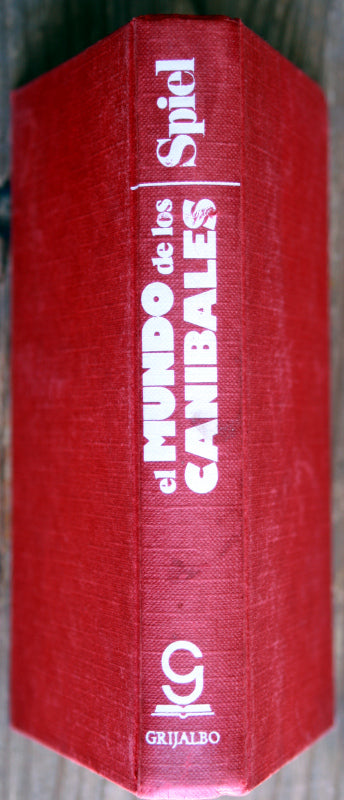 Spiel
el MUNDO de los
CANIBALES
G
GRIJALBO